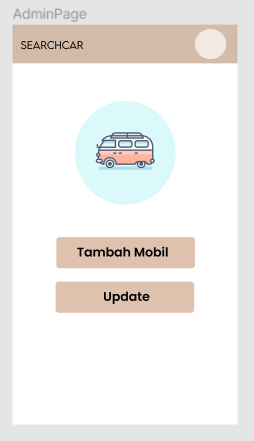 AdminPage
SEARCHCAR
Tambah Mobil
Update